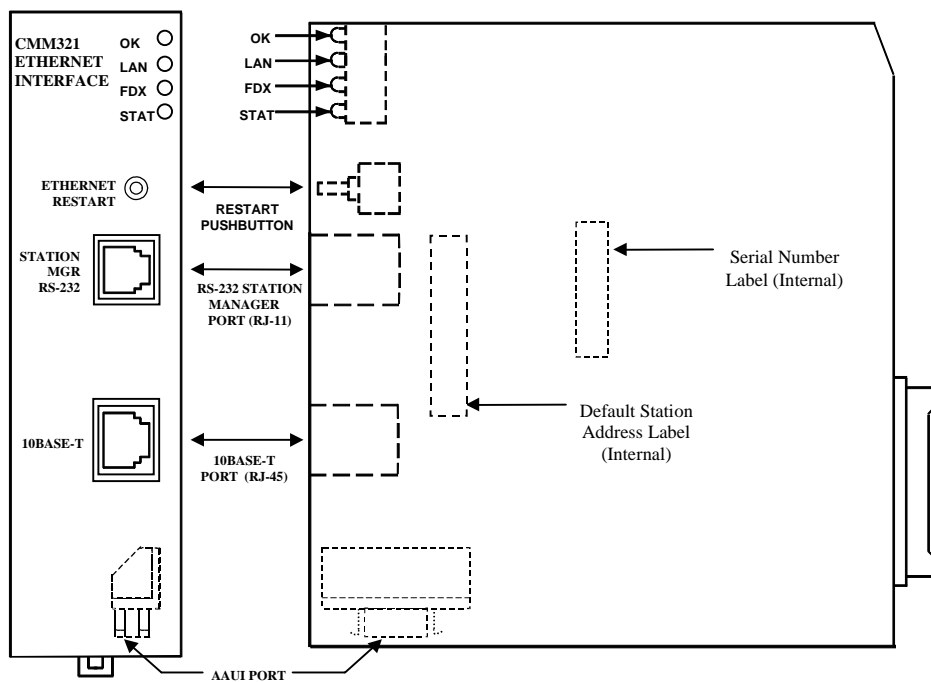 CMM321
ETHERNET
INTERFACE
OK
LAN
FDX
STAT
OK
LAN
FDX
STAT
ETHERNET
RESTART
RESTART
PUSHBUTTON
STATION
MGR
RS-232
RS-232 STATION
MANAGER
PORT (RJ-11)
Serial Number
Label (Internal)
Default Station
Address Label
(Internal)
10BASE-T
10BASE-T
PORT (RJ-45)
AAUI PORT